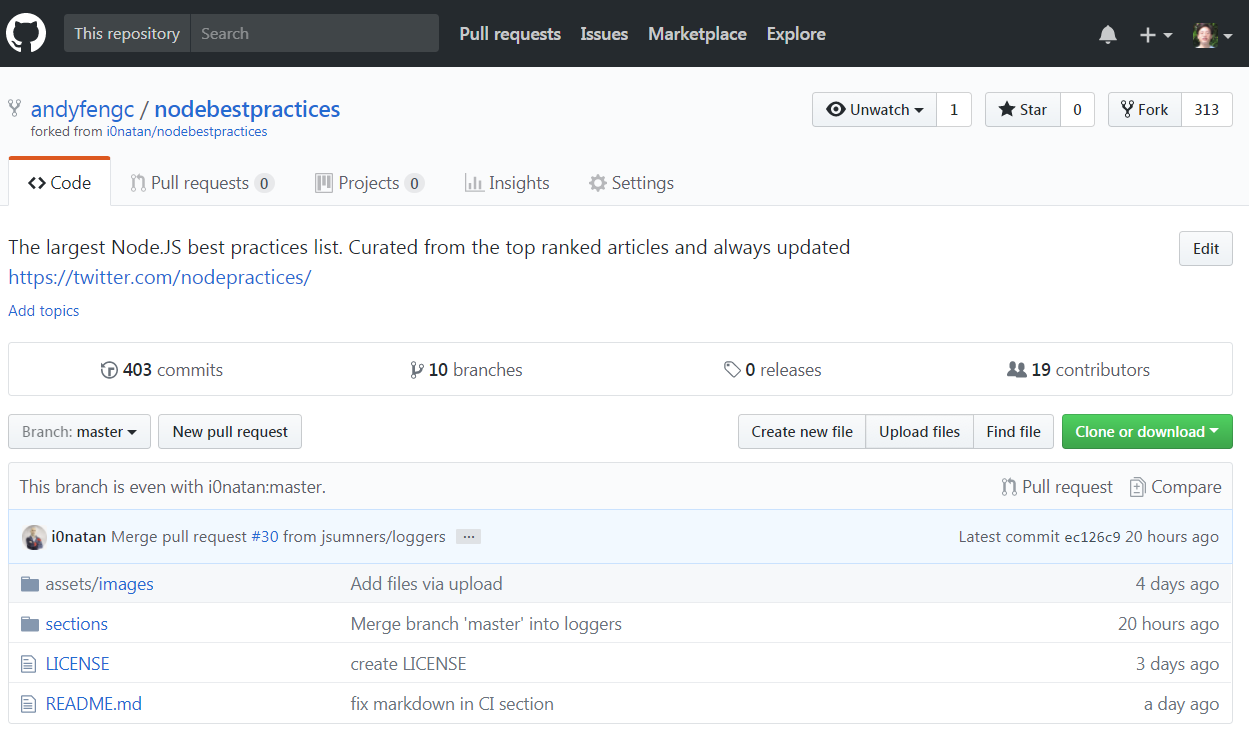 This repository Search Pull requests Issues Marketplace Explore
andyfengc / nodebestpractices Unwatch 1 Star 0 Fork 313
forked from i0natan/nodebestpractices
Code Pull requests 0 Projects 0 Insights Settings
The largest Node.JS best practices list. Curated from the top ranked articles and always updated Edit
https://twitter.com/nodepractices/
Add topics
403 commits 10 branches 0 releases 19 contributors
Branch: master New pull request Create new file Upload files Find file Clone or download
This branch is even with i0natan:master. Pull request Compare
i0natan Merge pull request #30 from jsumners/loggers ... Latest commit ec126c9 20 hours ago
assets/images Add files via upload 4 days ago
sections Merge branch 'master' into loggers 20 hours ago
LICENSE create LICENSE 3 days ago
README.md fix markdown in CI section a day ago